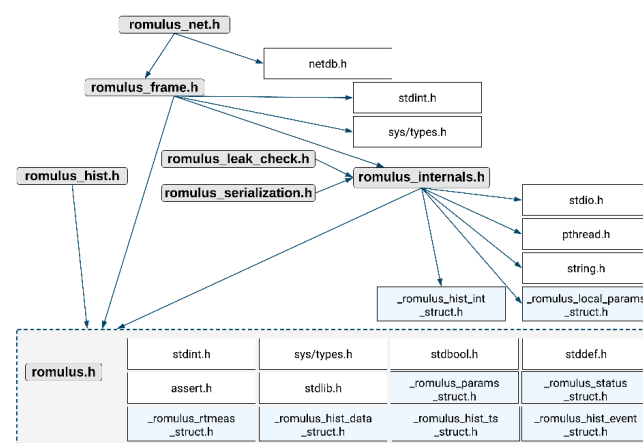 romulus_net.h
netdb.h
romulus_frame.h
stdint.h
sys/types.h
romulus_leak_check.h
romulus_hist.h
romulus_internals.h
romulus_serialization.h
stdio.h
pthread.h
string.h
_romulus_hist_int
_struct.h
_romulus_local_params
_struct.h
romulus.h
stdint.h
sys/types.h
stdbool.h
stddef.h
assert.h
stdlib.h
_romulus_params
_struct.h
_romulus_status
_struct.h
_romulus_rtmeas
_struct.h
_romulus_hist_data
_struct.h
_romulus_hist_ts
_struct.h
_romulus_hist_event
_struct.h